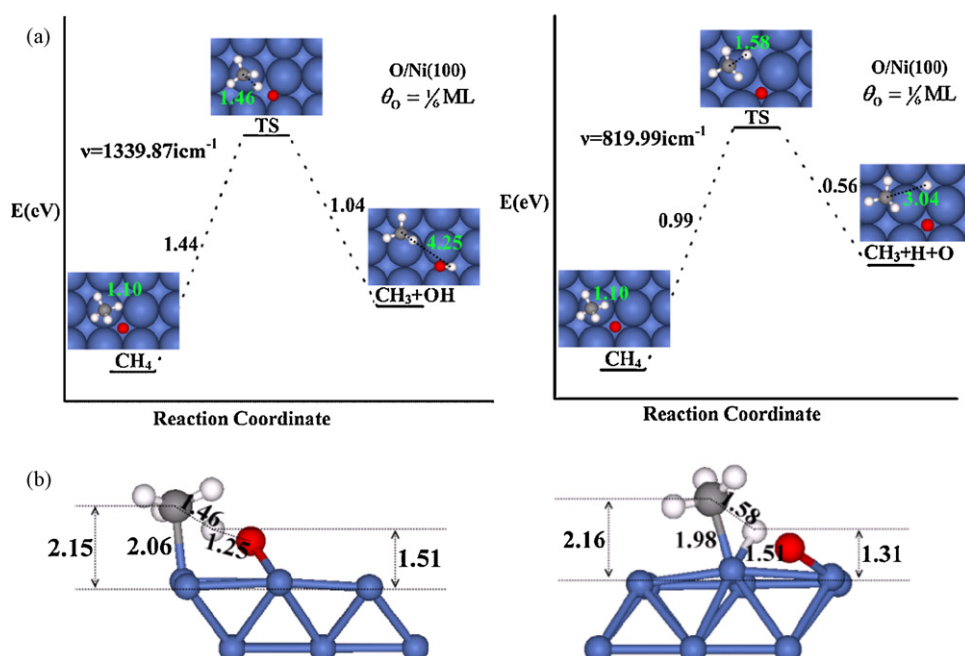 (a)
1.46
TS
O/Ni(100)
θO = 1/6 ML
ν=1339.87icm-1
E(eV)
1.44
1.04
4.25
CH3+OH
1.10
CH4
Reaction Coordinate
1.58
TS
O/Ni(100)
θO = 1/6 ML
ν=819.99icm-1
E(eV)
0.99
0.56
3.04
CH3+H+O
1.10
CH4
Reaction Coordinate
(b)
1.46
2.15
2.06
1.25
1.51
1.58
2.16
1.98
1.51
1.31